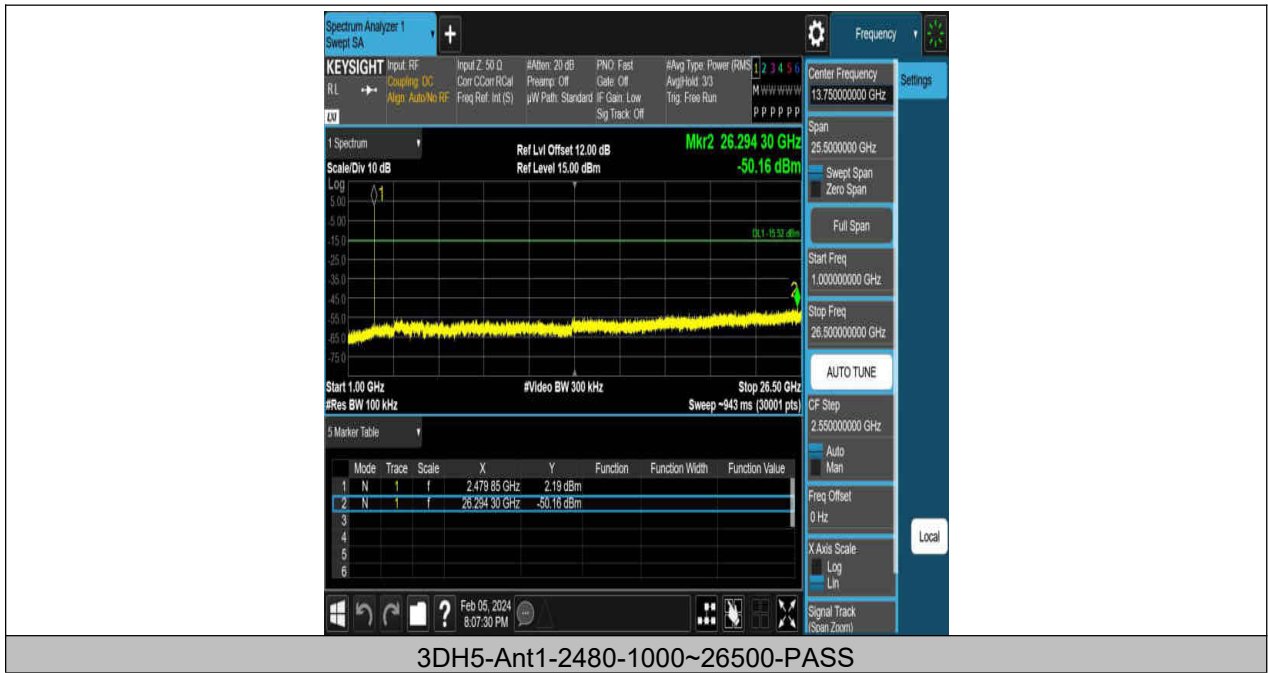 Spectrum Analyzer 1
Swept SA
Frequency
KEYSIGHT
RL
LXI
Input: RF
Coupling: DC
Align: Auto/No RF
Input Z: 50 Ω
Corr CCorr RCal
Freq Ref: Int (S)
#Atten: 20 dB
Preamp: Off
µW Path: Standard
PNO: Fast
Gate: Off
IF Gain: Low
Sig Track: Off
#Avg Type: Power (RMS
Avg|Hold: 3/3
Trig: Free Run
1 2 3 4 5 6
M W W W W W
P P P P P P
1 Spectrum
Scale/Div 10 dB
Ref Lvl Offset 12.00 dB
Ref Level 15.00 dBm
Mkr2 26.294 30 GHz
-50.16 dBm
Log
1
5.00
-5.00
DL1 -15.52 dBm
-15.0
-25.0
-35.0
2
-45.0
-55.0
-65.0
-75.0
Start 1.00 GHz
#Video BW 300 kHz
Stop 26.50 GHz
#Res BW 100 kHz
Sweep ~943 ms (30001 pts)
5 Marker Table
Mode Trace Scale X Y Function Function Width Function Value
1 N 1 f 2.479 85 GHz 2.19 dBm
2 N 1 f 26.294 30 GHz -50.16 dBm
3
4
5
6
Feb 05, 2024
8:07:30 PM
Center Frequency
13.750000000 GHz
Settings
Span
25.5000000 GHz
Swept Span
Zero Span
Full Span
Start Freq
1.000000000 GHz
Stop Freq
26.500000000 GHz
AUTO TUNE
CF Step
2.550000000 GHz
Auto
Man
Freq Offset
0 Hz
Local
X Axis Scale
Log
Lin
Signal Track
(Span Zoom)
3DH5-Ant1-2480-1000~26500-PASS